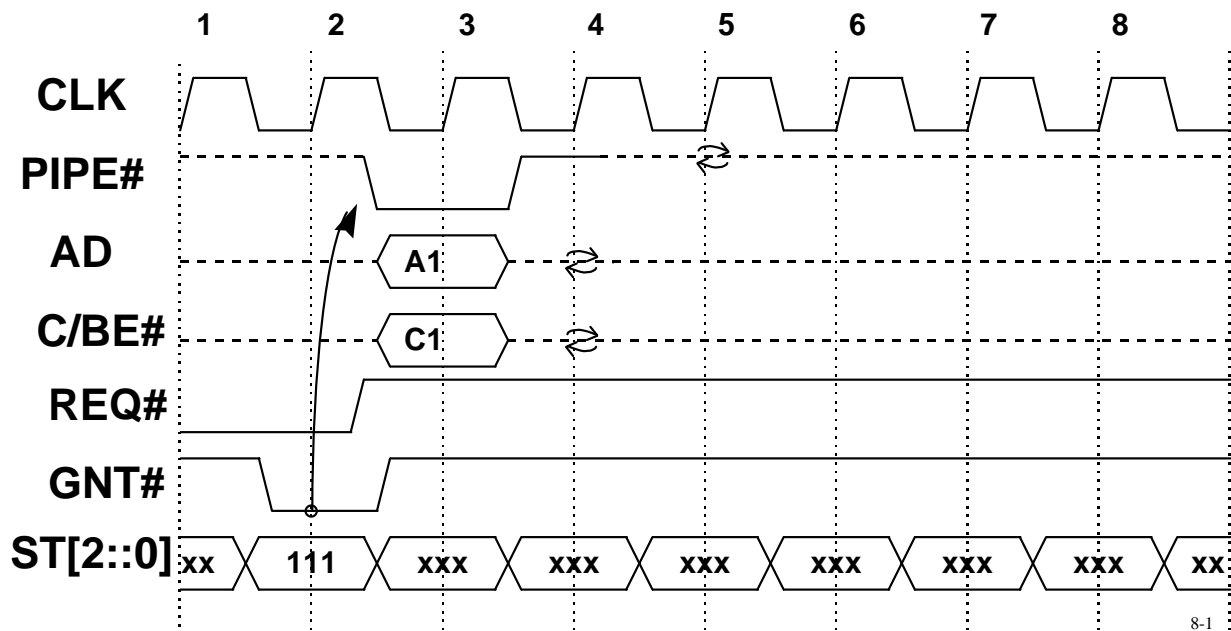 1 2 3 4 5 6 7 8
CLK
PIPE#
AD A1
C/BE# C1
REQ#
GNT#
ST[2::0] xx 111 xxx xxx xxx xxx xxx xxx xx
8-1